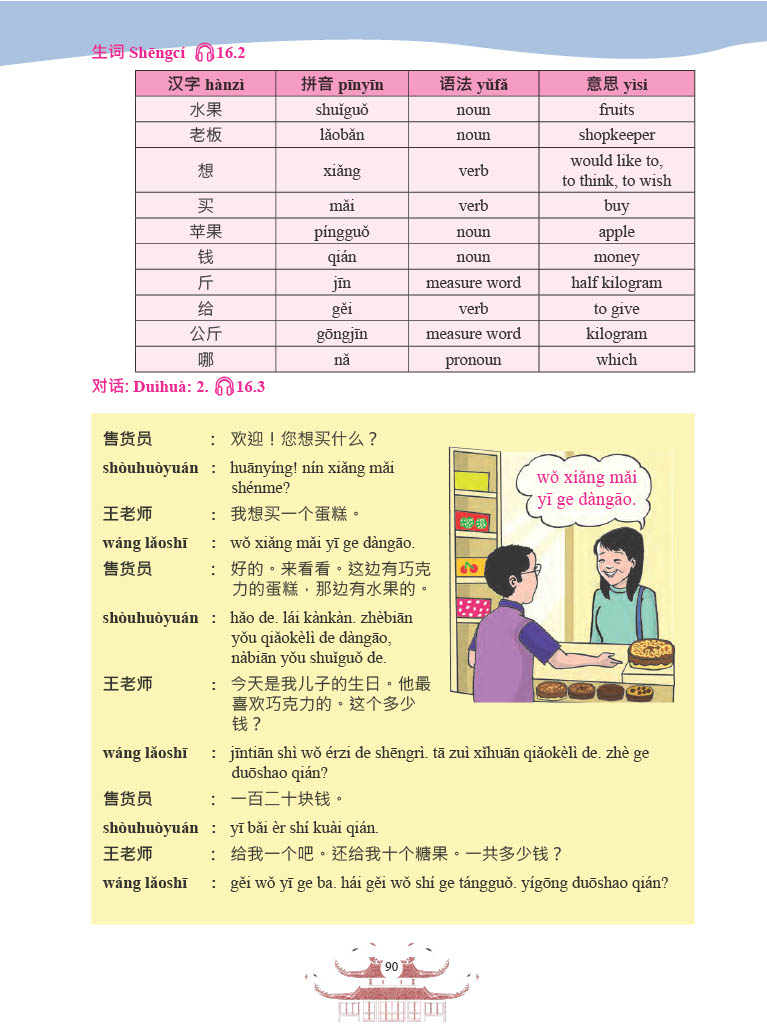 生词 Shēngcí 16.2
汉字 hànzì 拼音 pīnyīn 语法 yǔfǎ 意思 yìsi
水果 shuǐguǒ noun fruits
老板 lǎobǎn noun shopkeeper
想 xiǎng verb would like to,
to think, to wish
买 mǎi verb buy
苹果 píngguǒ noun apple
钱 qián noun money
斤 jīn measure word half kilogram
给 gěi verb to give
公斤 gōngjīn measure word kilogram
哪 nǎ pronoun which
对话: Duìhuà: 2. 16.3
售货员 : 欢迎！您想买什么？
shòuhuòyuán : huānyíng! nín xiǎng mǎi
shénme?
王老师 : 我想买一个蛋糕。
wáng lǎoshī : wǒ xiǎng mǎi yī ge dàngāo.
售货员 : 好的。来看看。这边有巧克
力的蛋糕，那边有水果的。
shòuhuòyuán : hǎo de. lái kànkàn. zhèbiān
yǒu qiǎokèlì de dàngāo,
nàbiān yǒu shuǐguǒ de.
王老师 : 今天是我儿子的生日。他最
喜欢巧克力的。这个多少
钱？
wáng lǎoshī : jīntiān shì wǒ érzi de shēngrì. tā zuì xǐhuān qiǎokèlì de. zhè ge
duōshao qián?
售货员 : 一百二十块钱。
shòuhuòyuán : yī bǎi èr shí kuài qián.
王老师 : 给我一个吧。还给我十个糖果。一共多少钱？
wáng lǎoshī : gěi wǒ yī ge ba. hái gěi wǒ shí ge tángguǒ. yígōng duōshao qián?
wǒ xiǎng mǎi
yī ge dàngāo.
90